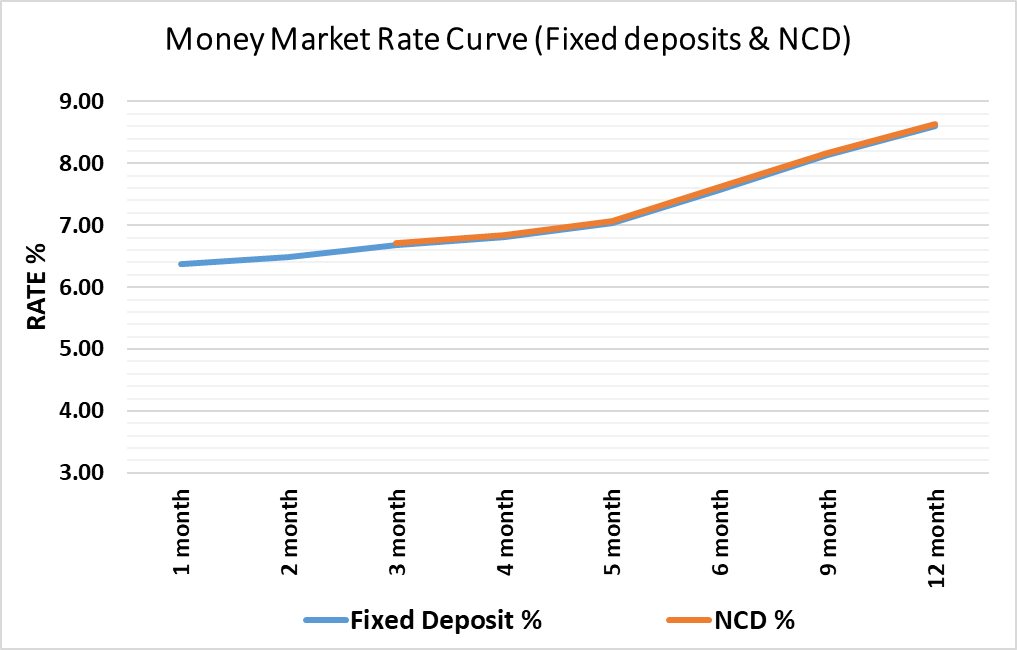 Money Market Rate Curve (Fixed deposits & NCD)
RATE %
9.00
8.00
7.00
6.00
5.00
4.00
3.00
1 month
2 month
3 month
4 month
5 month
6 month
9 month
12 month
Fixed Deposit %
NCD %